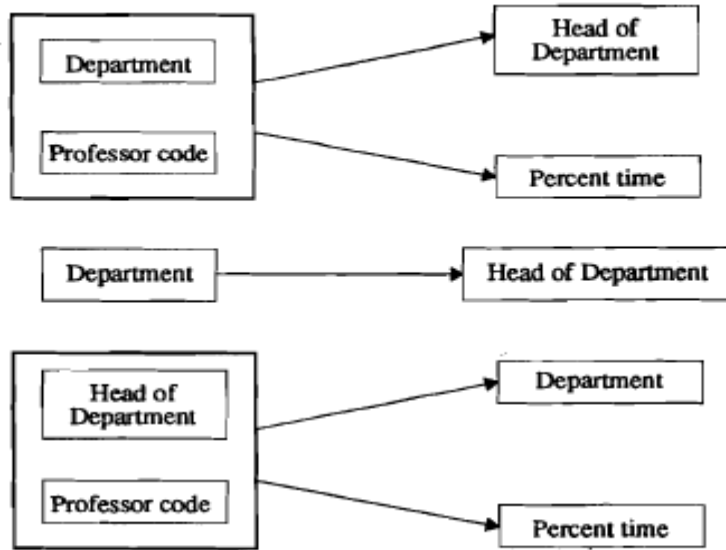 Department
Professor code
Head of
Department
Percent time
Department
Head of Department
Head of
Department
Professor code
Department
Percent time